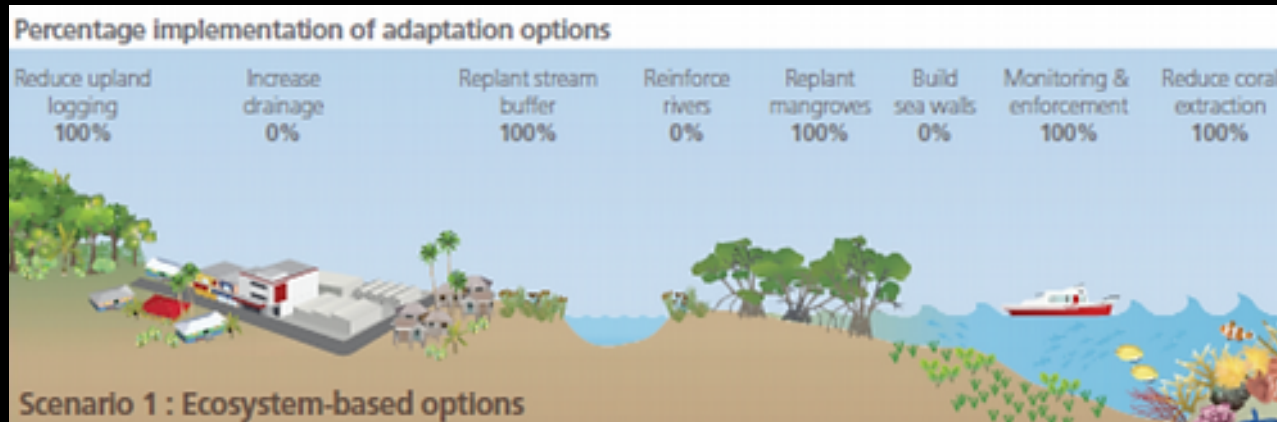 Percentage implementation of adaptation options
Reduce upland
logging
100%
Increase
drainage
0%
Replant stream
buffer
100%
Reinforce
rivers
0%
Replant
mangroves
100%
Build
sea walls
0%
Monitoring &
enforcement
100%
Reduce coral
extraction
100%
Scenario 1 : Ecosystem-based options